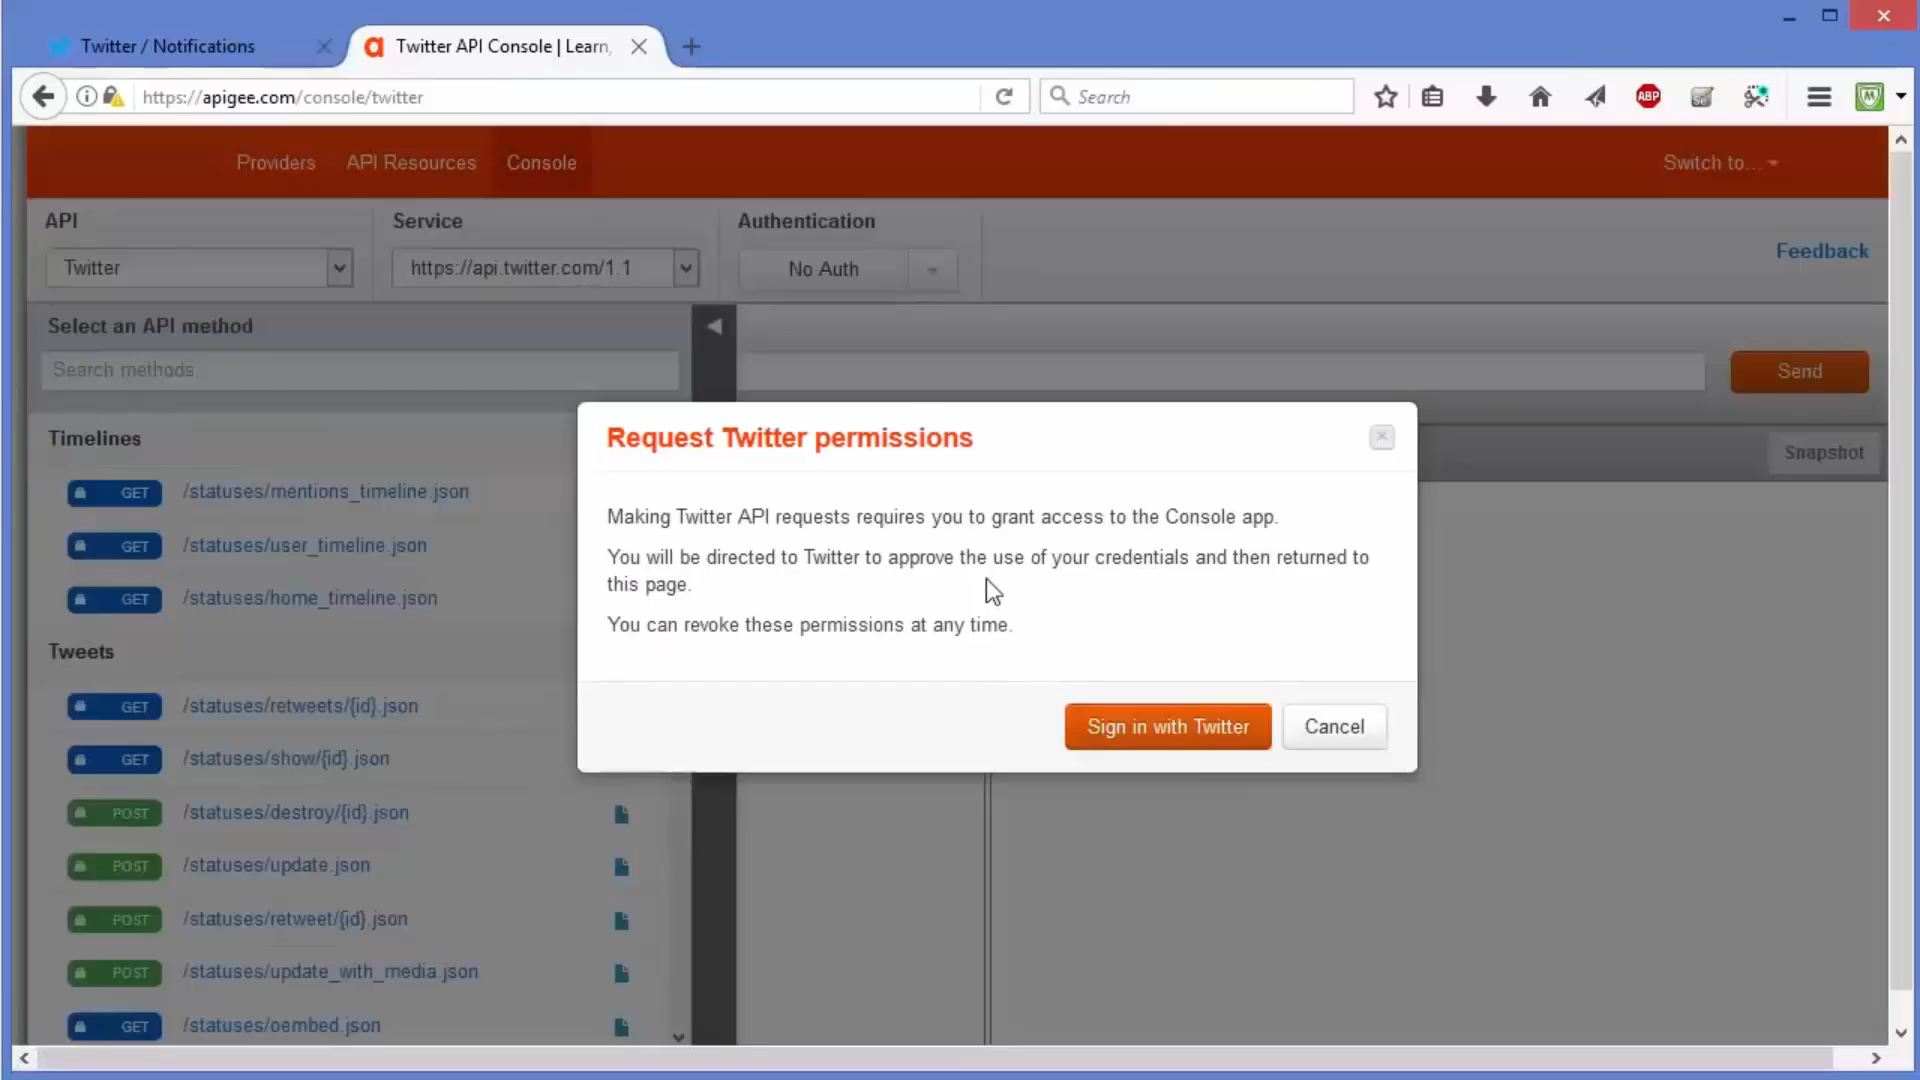 Twitter / Notifications
Twitter API Console | Learn,
https://apigee.com/console/twitter
Search
ABP
Providers
API Resources
Console
Switch to...
API
Service
Authentication
Twitter
https://api.twitter.com/1.1
No Auth
Feedback
Select an API method
Search methods
Send
Snapshot
Timelines
GET /statuses/mentions_timeline.json
GET /statuses/user_timeline.json
GET /statuses/home_timeline.json
Tweets
GET /statuses/retweets/{id}.json
GET /statuses/show/{id}.json
POST /statuses/destroy/{id}.json
POST /statuses/update.json
POST /statuses/retweet/{id}.json
POST /statuses/update_with_media.json
GET /statuses/oembed.json
Request Twitter permissions
Making Twitter API requests requires you to grant access to the Console app.
You will be directed to Twitter to approve the use of your credentials and then returned to
this page.
You can revoke these permissions at any time.
Sign in with Twitter
Cancel